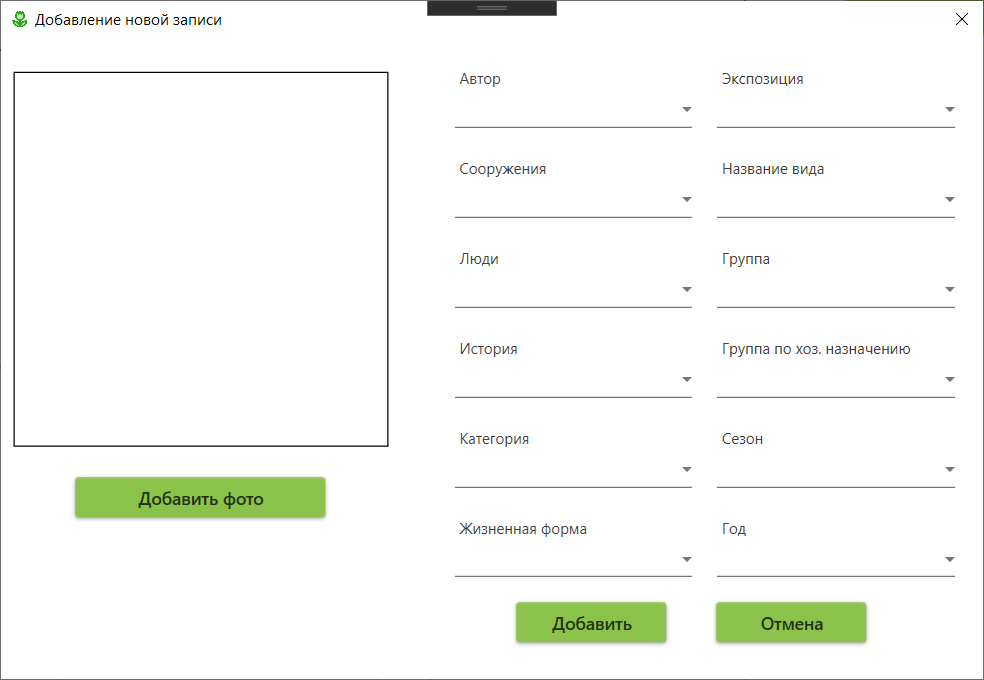 Добавление новой записи
Автор
Экспозиция
Сооружения
Название вида
Люди
Группа
История
Группа по хоз. назначению
Категория
Сезон
Жизненная форма
Год
Добавить фото
Добавить
Отмена